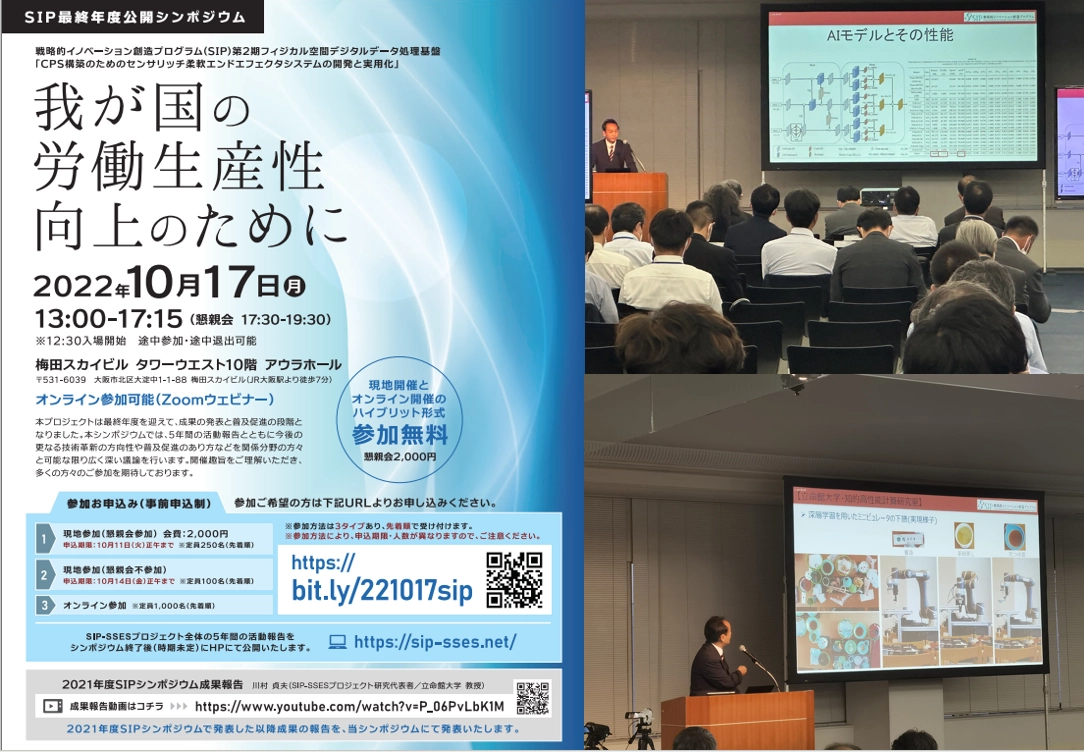 SIP最終年度公開シンポジウム
戦略的イノベーション創造プログラム(SIP)第2期フィジカル空間デジタルデータ処理基盤
「CPS構築のためのセンサリッチ柔軟エンドエフェクタシステムの開発と実用化」
我が国の
労働生産性
向上のために
2022年10月17日月
13:00-17:15(懇親会 17:30-19:30)
※12:30入場開始 途中参加・途中退出可能
梅田スカイビル タワーウエスト10階 アウラホール
〒531-6039 大阪市北区大淀中1-1-88 梅田スカイビル(JR大阪駅より徒歩7分)
オンライン参加可能(Zoomウェビナー)
本プロジェクトは最終年度を迎えて、成果の発表と普及促進の段階と
なりました。本シンポジウムでは、5年間の活動報告とともに今後の
更なる技術革新の方向性や普及促進のあり方などを関係分野の方々
と可能な限り広く深い議論を行います。開催趣旨をご理解いただき、
多くの方々のご参加を期待しております。
現地開催と
オンライン開催の
ハイブリット形式
参加無料
懇親会2,000円
参加お申込み(事前申込制) 参加ご希望の方は下記URLよりお申し込みください。
1 現地参加(懇親会参加) 会費:2,000円
申込期限:10月11日(火)正午まで ※定員250名(先着順)
2 現地参加(懇親会不参加)
申込期限:10月14日(金)正午まで ※定員100名(先着順)
3 オンライン参加 ※定員1,000名(先着順)
※参加方法は3タイプあり、先着順で受け付けます。
※参加方法により、申込期限・人数が異なりますので、ご注意ください。
https://
bit.ly/221017sip
SIP-SSESプロジェクト全体の5年間の活動報告を
シンポジウム終了後(時期未定)にHPにて公開いたします。
https://sip-sses.net/
2021年度SIPシンポジウム成果報告 川村 貞夫(SIP-SSESプロジェクト研究代表者/立命館大学 教授)
成果報告動画はコチラ https://www.youtube.com/watch?v=P_06PvLbK1M
2021年度SIPシンポジウムで発表した以降成果の報告を、当シンポジウムにて発表いたします。
AIモデルとその性能
【立命館大学・知的高性能計算研究室】
深層学習を用いたミニピュレータの下膳(実現様子)